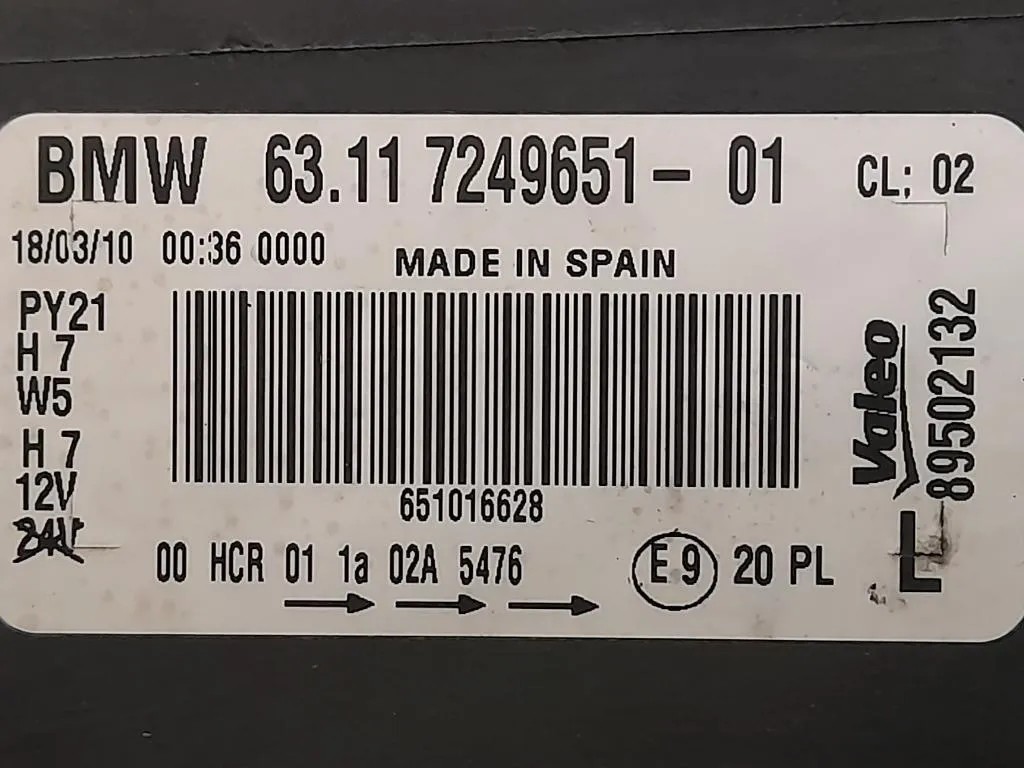 BMW 63.11 7249651- 01 CL; 02
18/03/10 00:36 0000
MADE IN SPAIN
PY21
H 7
W5
H 7
12V
24V
651016628
Valeo
89502132
L
00 HCR 01 1a 02A 5476
E 9 20 PL